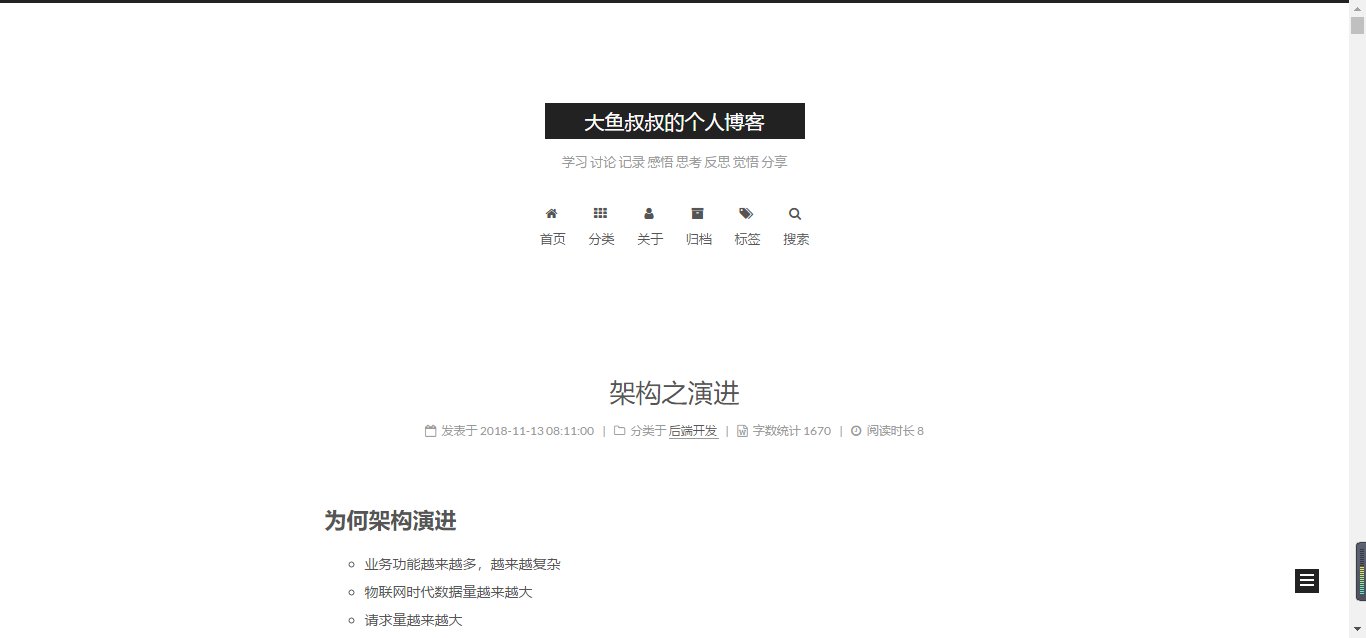 大鱼叔叔的个人博客
学习 讨论 记录 感悟 思考 反思 觉悟 分享
首页 分类 关于 归档 标签 搜索
架构之演进
发表于 2018-11-13 08:11:00 | 分类于 后端开发 | 字数统计 1670 | 阅读时长 8
为何架构演进
业务功能越来越多，越来越复杂
物联网时代数据量越来越大
请求量越来越大